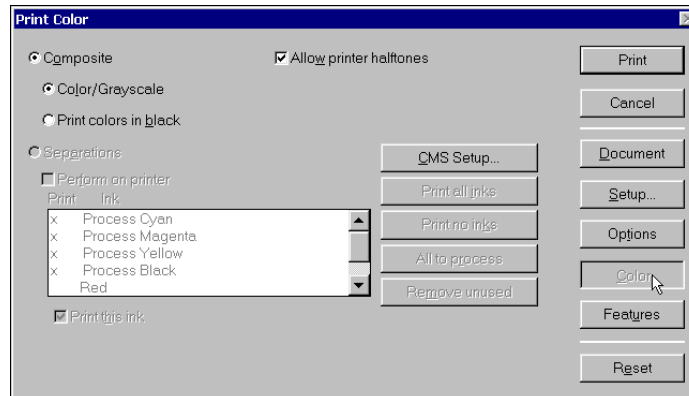 Print Color
Composite
Allow printer halftones
Print
Color/Grayscale
Cancel
Print colors in black
Separations
CMS Setup...
Document
Perform on printer
Print Ink
Print all inks
Setup...
x Process Cyan
x Process Magenta
Print no inks
x Process Yellow
Options
x Process Black
All to process
Red
Color
Remove unused
Print this ink
Features
Reset